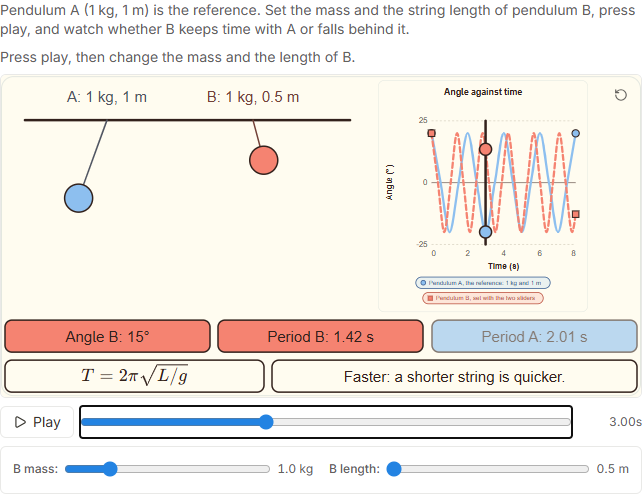 Pendulum A (1 kg, 1 m) is the reference. Set the mass and the string length of pendulum B, press
play, and watch whether B keeps time with A or falls behind it.
Press play, then change the mass and the length of B.
A: 1 kg, 1 m
B: 1 kg, 0.5 m
Angle against time
25
0
-25
Angle (°)
0 2 4 6 8
Time (s)
Pendulum A, the reference: 1 kg and 1 m
Pendulum B, set with the two sliders
Angle B: 15°
Period B: 1.42 s
Period A: 2.01 s
T = 2π√L/g
Faster: a shorter string is quicker.
Play
3.00s
B mass: 1.0 kg
B length: 0.5 m